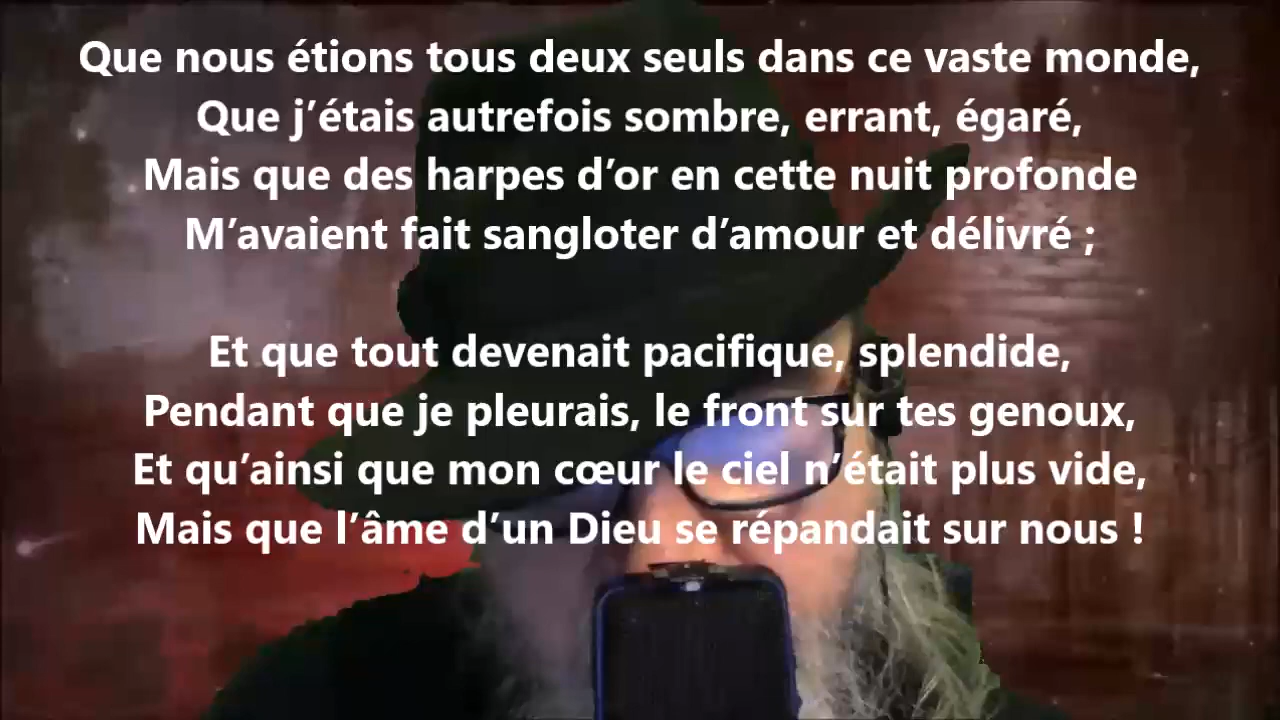 Que nous étions tous deux seuls dans ce vaste monde,
Que j’étais autrefois sombre, errant, égaré,
Mais que des harpes d’or en cette nuit profonde
M’avaient fait sangloter d’amour et délivré ;
Et que tout devenait pacifique, splendide,
Pendant que je pleurais, le front sur tes genoux,
Et qu’ainsi que mon cœur le ciel n’était plus vide,
Mais que l’âme d’un Dieu se répandait sur nous !